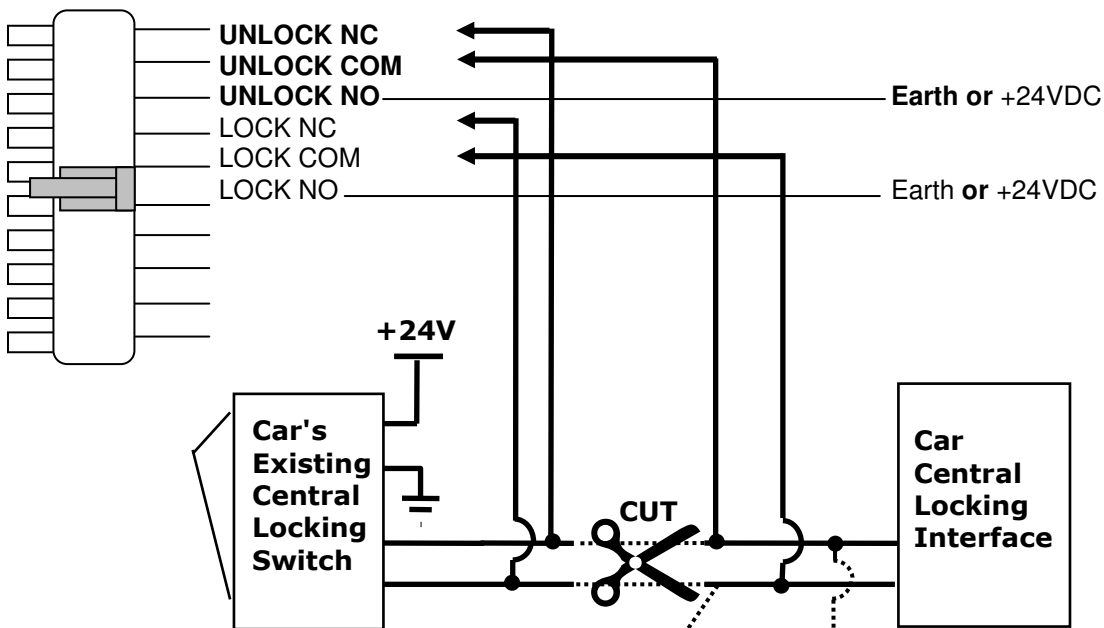 UNLOCK NC
UNLOCK COM
UNLOCK NO Earth or +24VDC
LOCK NC
LOCK COM
LOCK NO Earth or +24VDC
+24V
Car's
Existing
Central
Locking
Switch
CUT
Car
Central
Locking
Interface